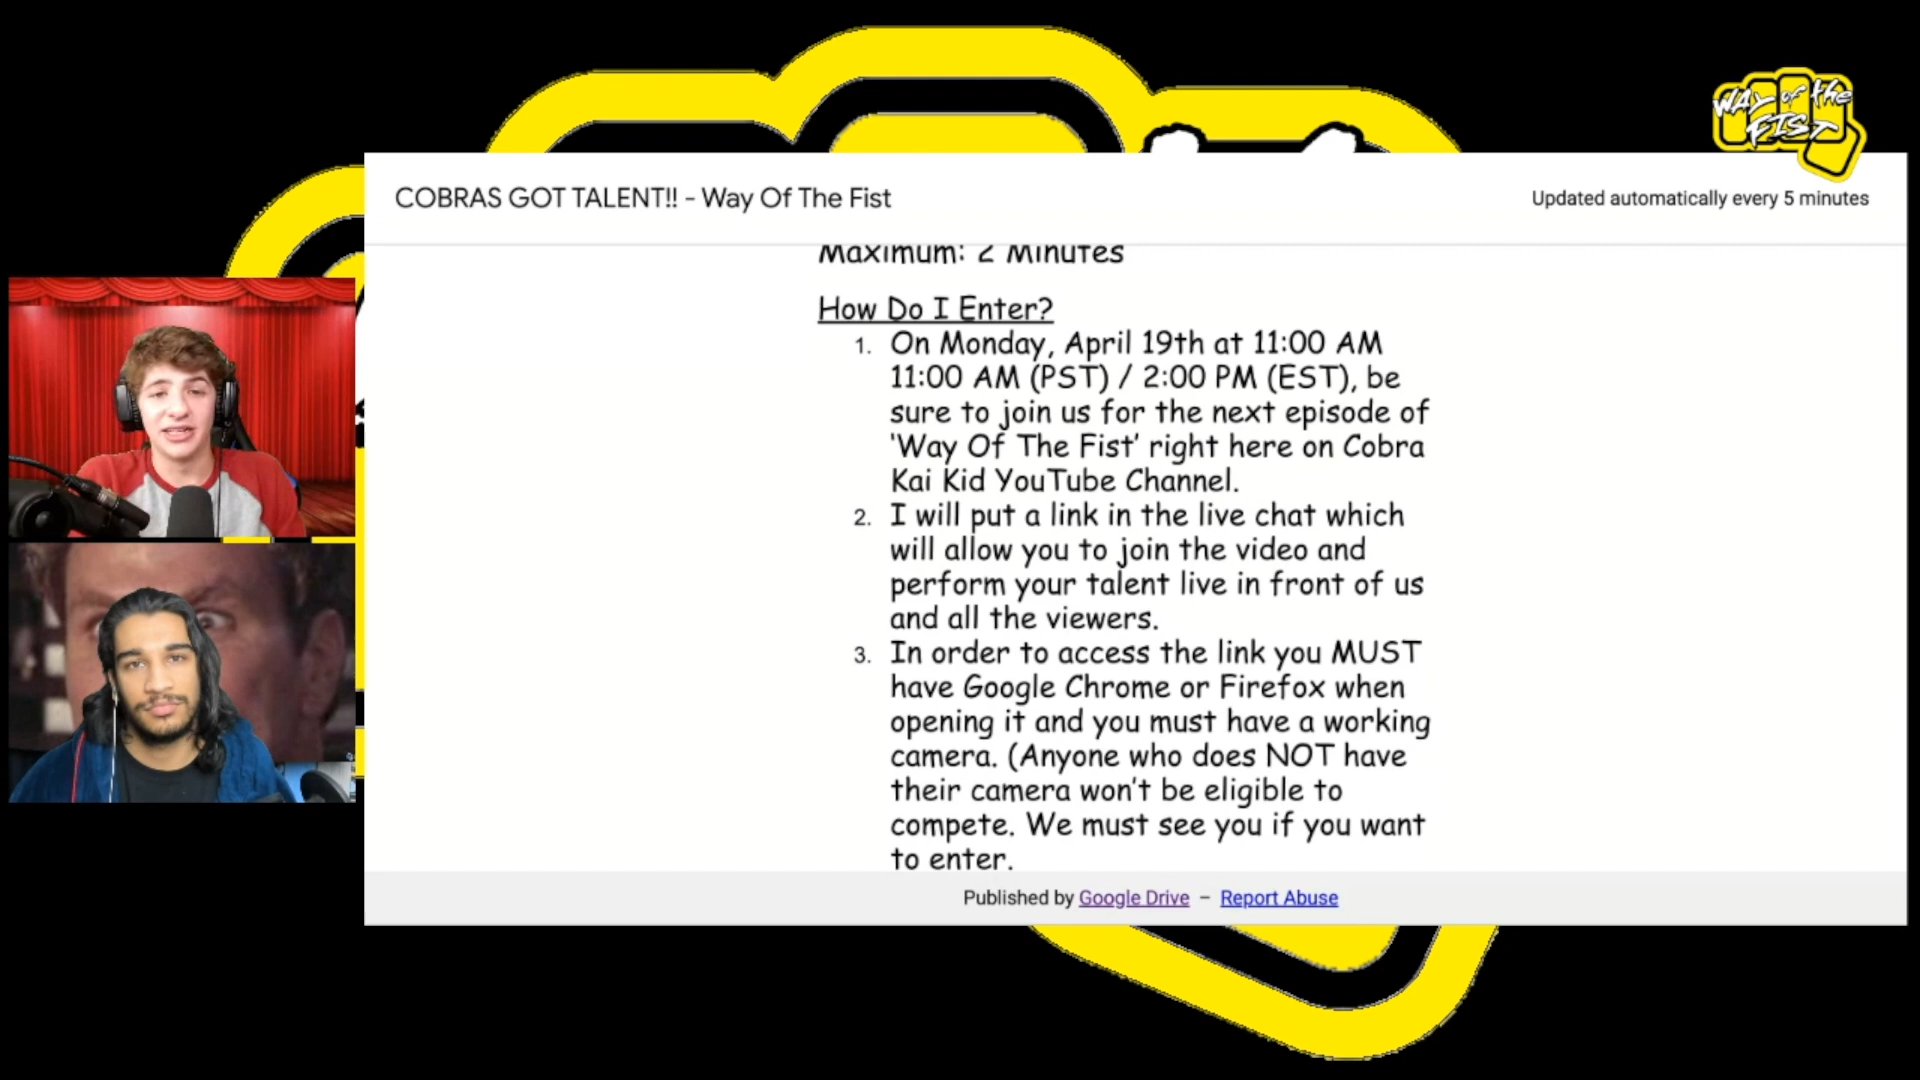 WAY of the
FIST
COBRAS GOT TALENT!! - Way Of The Fist
Updated automatically every 5 minutes
Maximum: 2 Minutes
How Do I Enter?
1. On Monday, April 19th at 11:00 AM
11:00 AM (PST) / 2:00 PM (EST), be
sure to join us for the next episode of
'Way Of The Fist' right here on Cobra
Kai Kid YouTube Channel.
2. I will put a link in the live chat which
will allow you to join the video and
perform your talent live in front of us
and all the viewers.
3. In order to access the link you MUST
have Google Chrome or Firefox when
opening it and you must have a working
camera. (Anyone who does NOT have
their camera won't be eligible to
compete. We must see you if you want
to enter.
Published by Google Drive – Report Abuse